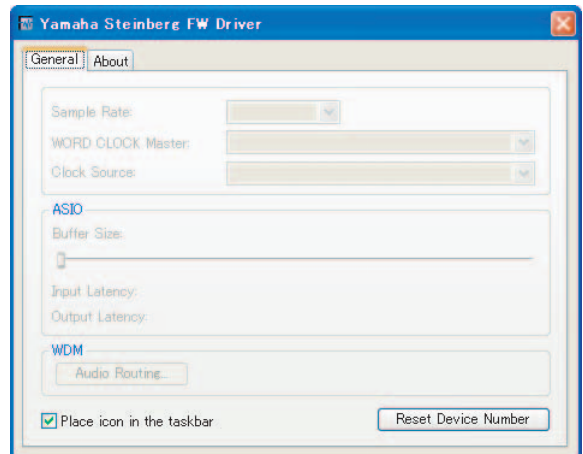 Yamaha Steinberg FW Driver
General About
Sample Rate:
WORD CLOCK Master:
Clock Source:
ASIO
Buffer Size:
Input Latency:
Output Latency:
WDM
Audio Routing...
Place icon in the taskbar
Reset Device Number